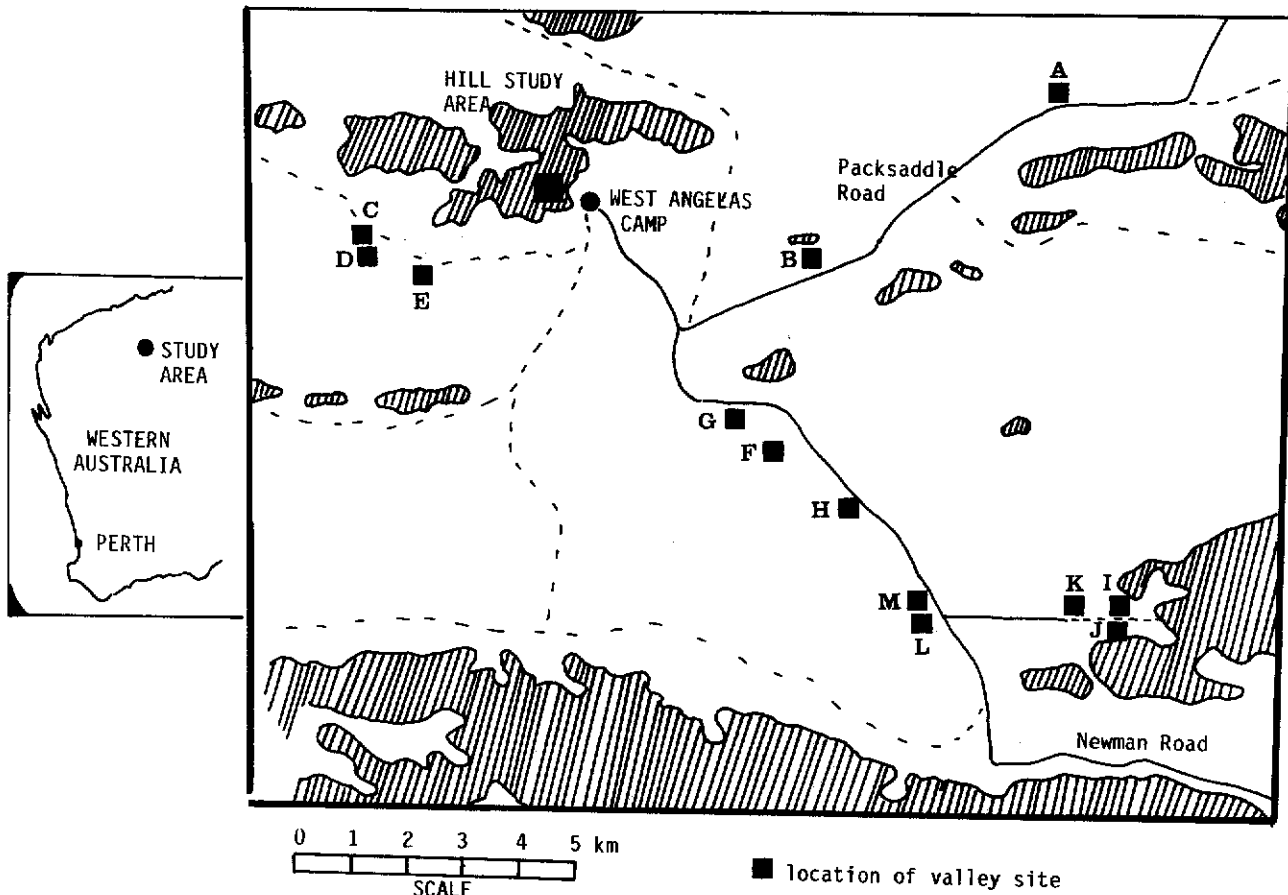 HILL STUDY
AREA
A
Packsaddle
Road
WEST ANGELAS
CAMP
C
D
E
B
STUDY
AREA
WESTERN
AUSTRALIA
PERTH
G
F
H
M
L
K
I
J
Newman Road
0 1 2 3 4 5 km
SCALE
location of valley site